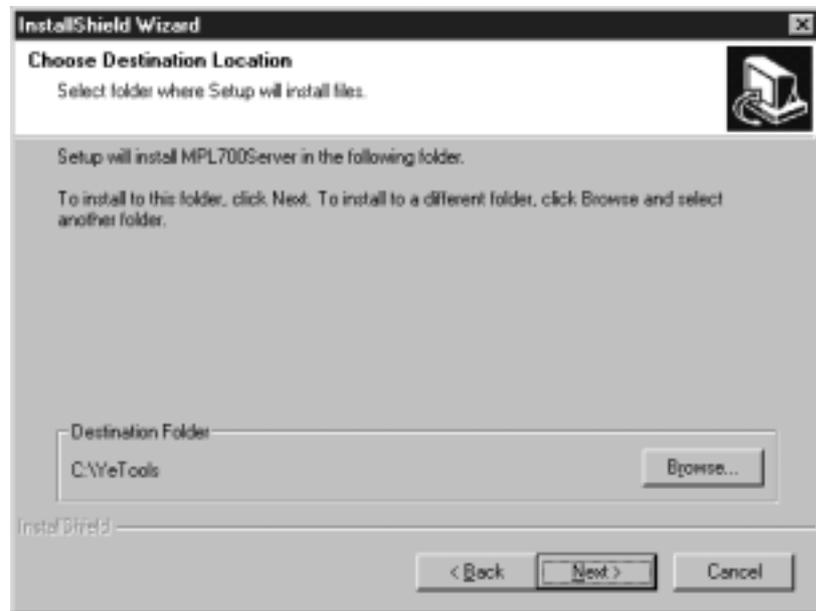 InstallShield Wizard
Choose Destination Location
Select folder where Setup will install files.
Setup will install MPL700Server in the following folder.
To install to this folder, click Next. To install to a different folder, click Browse and select
another folder.
Destination Folder
C:\YeTools
Browse...
InstallShield
< Back
Next >
Cancel